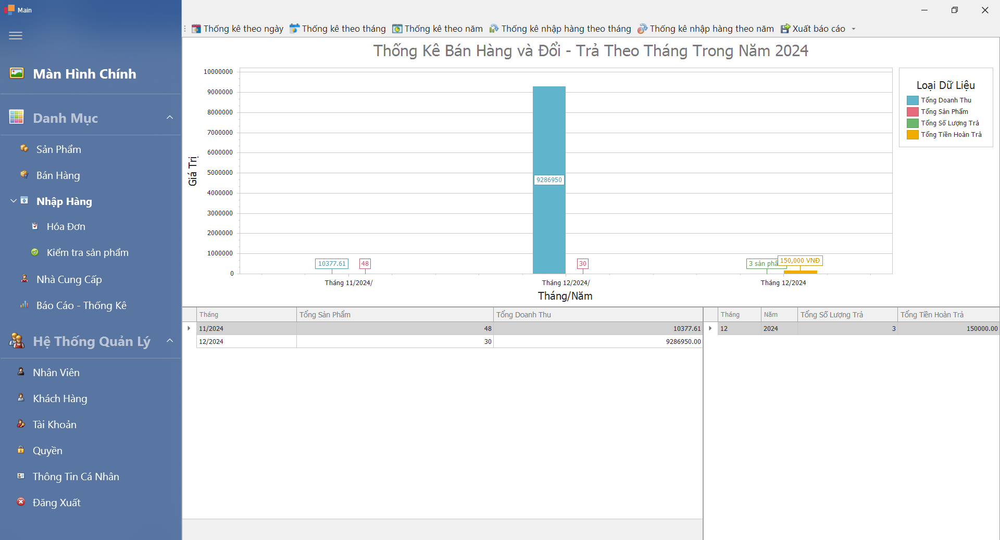 Main
Màn Hình Chính
Danh Mục
Sản Phẩm
Bán Hàng
Nhập Hàng
Hóa Đơn
Kiểm tra sản phẩm
Nhà Cung Cấp
Báo Cáo - Thống Kê
Hệ Thống Quản Lý
Nhân Viên
Khách Hàng
Tài Khoản
Quyền
Thông Tin Cá Nhân
Đăng Xuất
Thống kê theo ngày Thống kê theo tháng Thống kê theo năm Thống kê nhập hàng theo tháng Thống kê nhập hàng theo năm Xuất báo cáo
Thống Kê Bán Hàng và Đổi - Trả Theo Tháng Trong Năm 2024
Giá Trị
10000000
9000000
8000000
7000000
6000000
5000000
4000000
3000000
2000000
1000000
0
9286950
10377.61 48 30 3 sản phẩ 150,000 VNĐ
Tháng 11/2024/ Tháng 12/2024/ Tháng 12/2024
Tháng/Năm
Loại Dữ Liệu
Tổng Doanh Thu
Tổng Sản Phẩm
Tổng Số Lượng Trả
Tổng Tiền Hoàn Trả
Tháng Tổng Sản Phẩm Tổng Doanh Thu
11/2024 48 10377.61
12/2024 30 9286950.00
Tháng Năm Tổng Số Lượng Trả Tổng Tiền Hoàn Trả
12 2024 3 150000.00